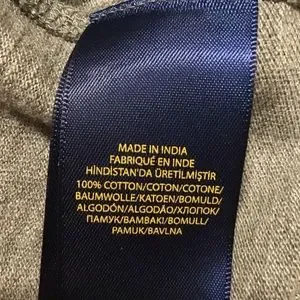 MADE IN INDIA
FABRIQUÉ EN INDE
HİNDİSTAN'DA ÜRETİLMİŞTİR
100% COTTON/COTON/COTONE/
BAUMWOLLE/KATOEN/BOMULD/
ALGODÓN/ALGODÃO/ХЛОПОК/
ПАМУК/ΒΑΜΒΑΚΙ/BOMULL/
PAMUK/BAVLNA